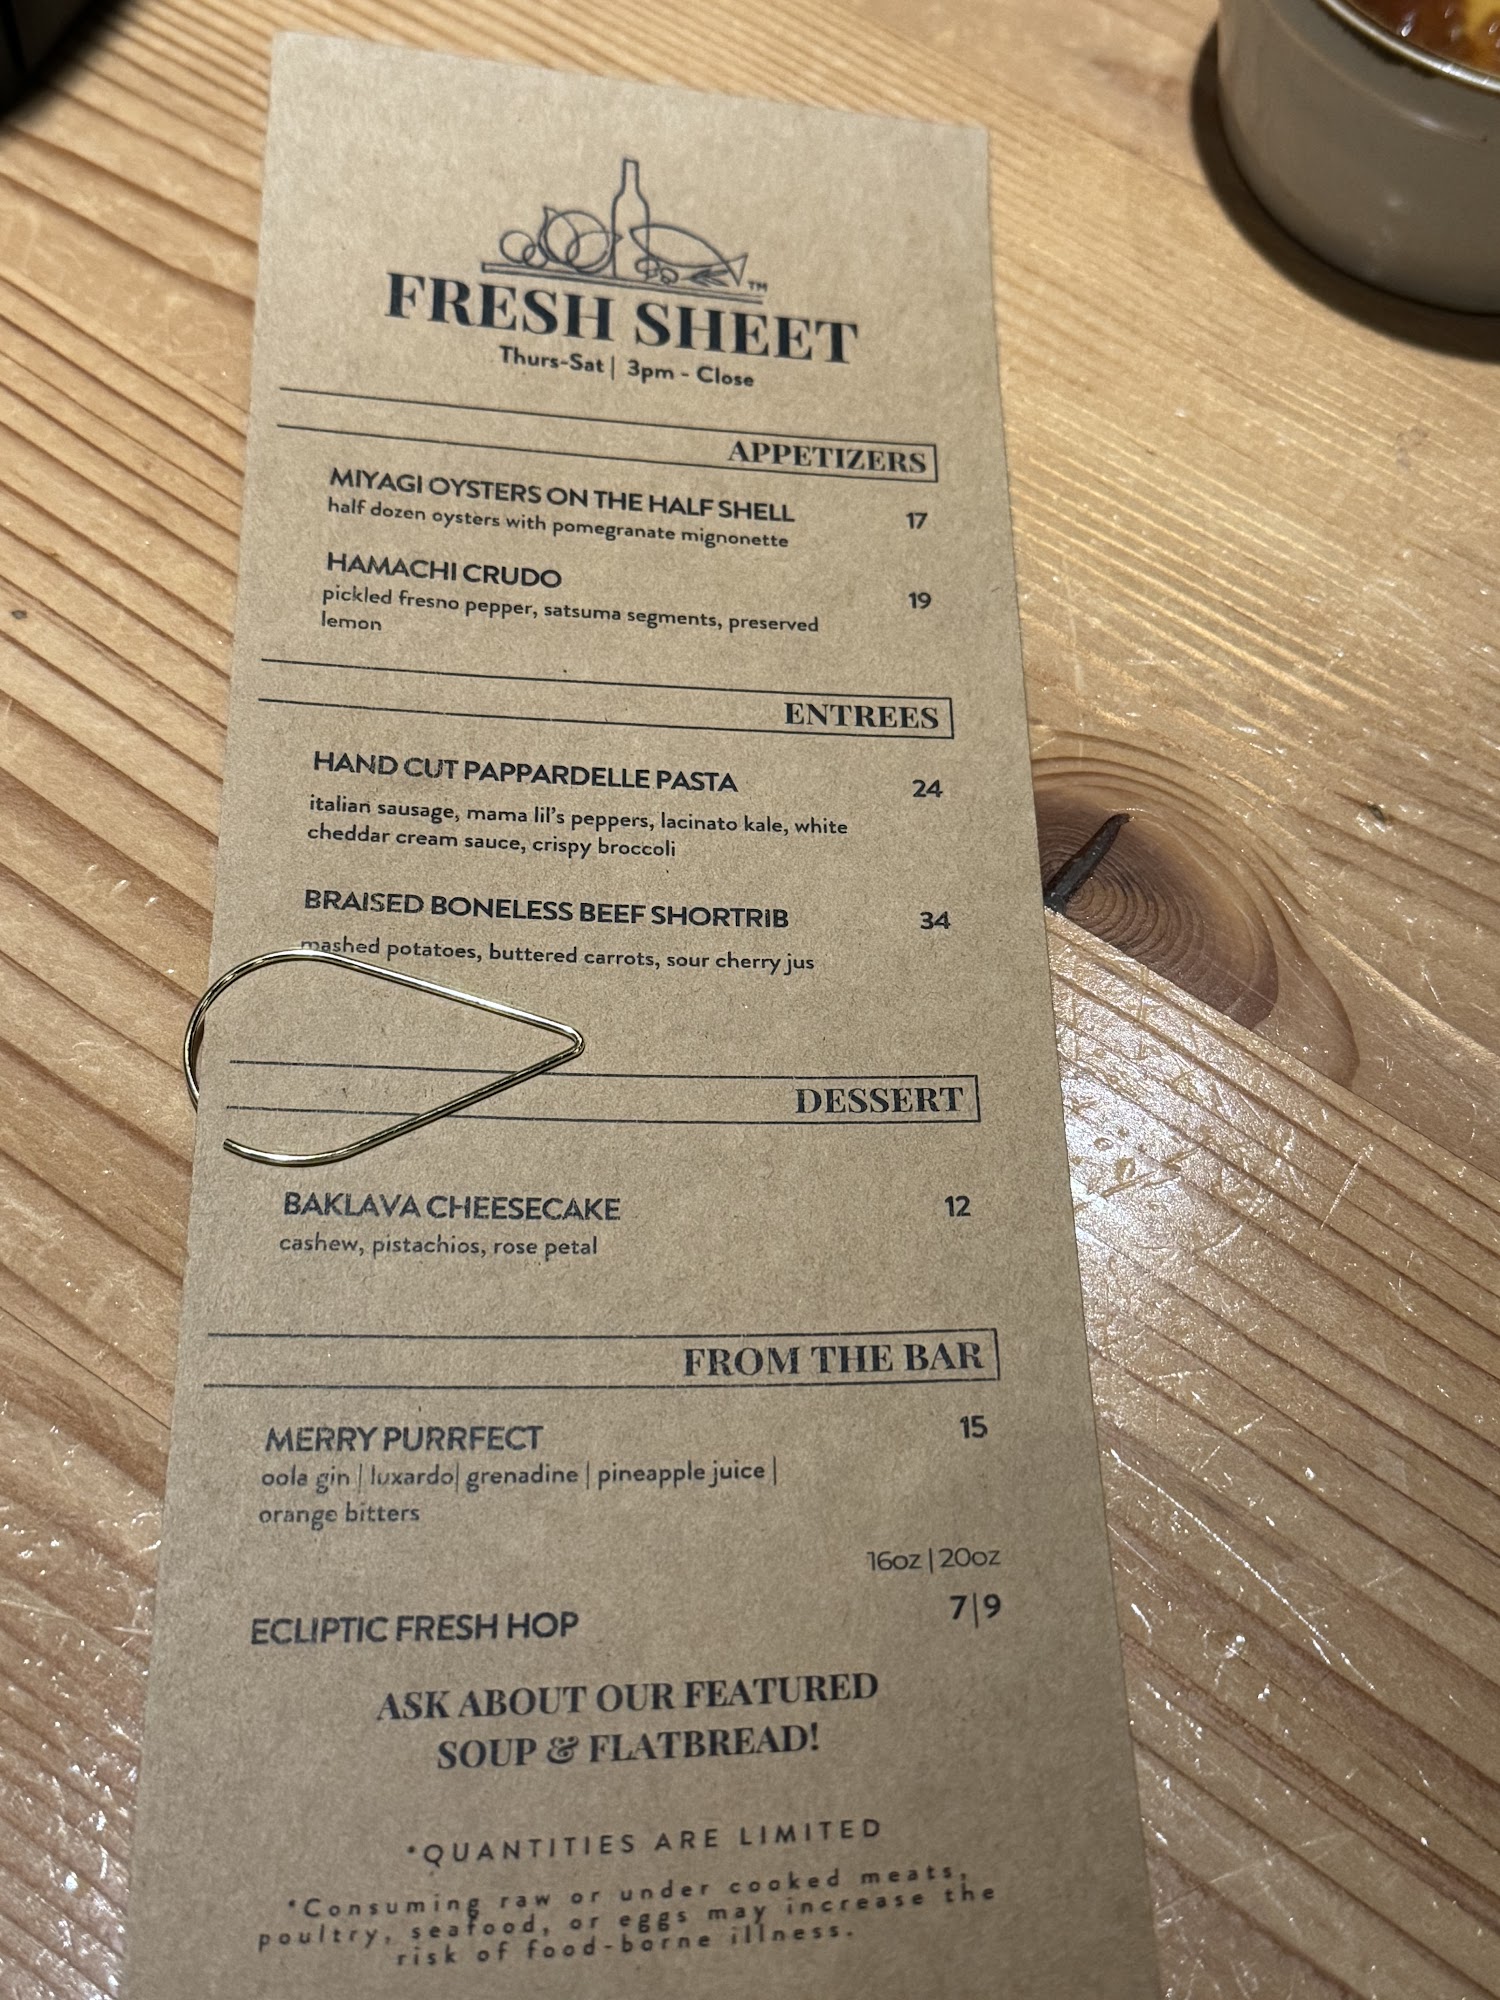 TM
FRESH SHEET
Thurs-Sat | 3pm - Close
APPETIZERS
MIYAGI OYSTERS ON THE HALF SHELL 17
half dozen oysters with pomegranate mignonette
HAMACHI CRUDO 19
pickled fresno pepper, satsuma segments, preserved
lemon
ENTREES
HAND CUT PAPPARDELLE PASTA 24
italian sausage, mama lil's peppers, lacinato kale, white
cheddar cream sauce, crispy broccoli
BRAISED BONELESS BEEF SHORTRIB 34
mashed potatoes, buttered carrots, sour cherry jus
DESSERT
BAKLAVA CHEESECAKE 12
cashew, pistachios, rose petal
FROM THE BAR
MERRY PURRFECT 15
oola gin | luxardo| grenadine | pineapple juice |
orange bitters
16oz | 20oz
ECLIPTIC FRESH HOP 7|9
ASK ABOUT OUR FEATURED
SOUP & FLATBREAD!
*QUANTITIES ARE LIMITED
*Consuming raw or under cooked meats,
poultry, seafood, or eggs may increase the
risk of food-borne illness.